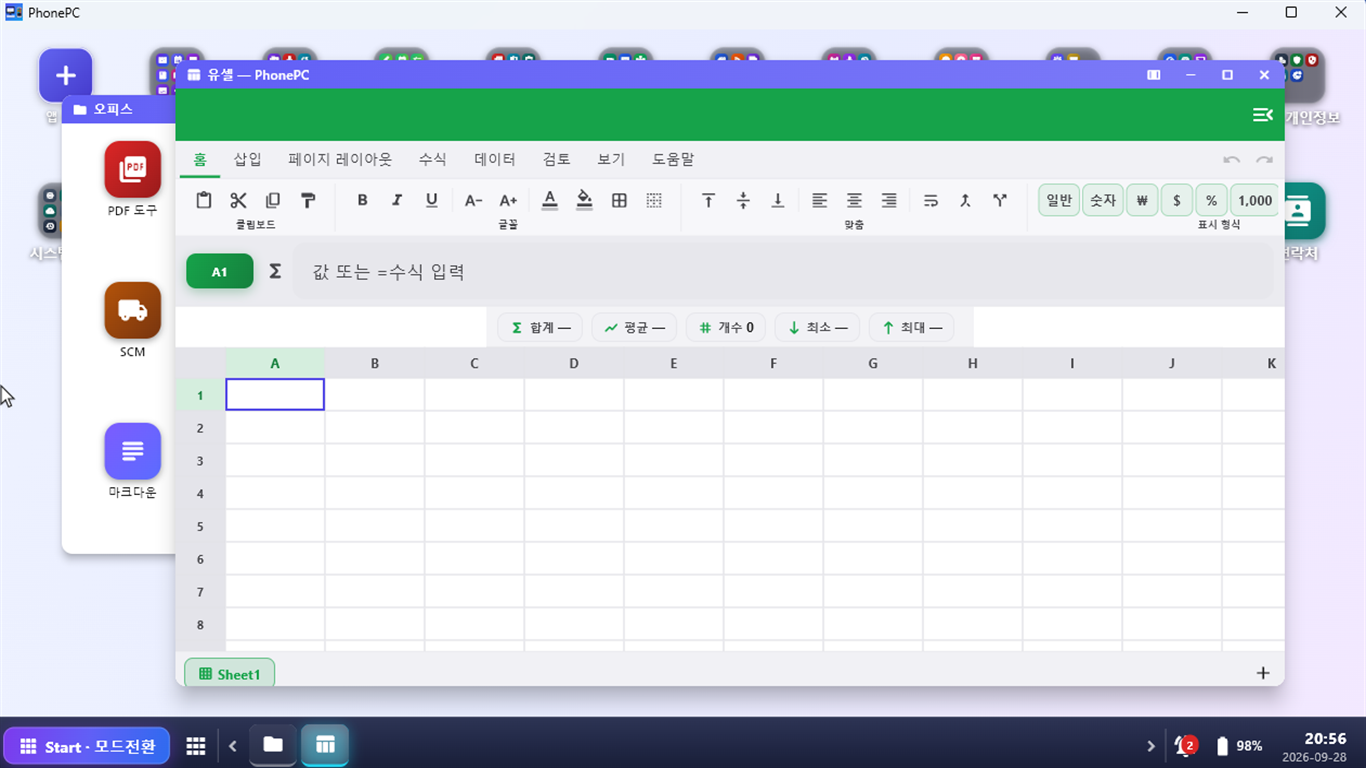 PhonePC
유셀 — PhonePC
오피스
개인정보
PDF
PDF 도구
SCM
마크다운
홈 삽입 페이지 레이아웃 수식 데이터 검토 보기 도움말
B I U A- A+ A
일반 숫자 ₩ $ % 1,000
클립보드 글꼴 맞춤 표시 형식
A1 Σ 값 또는 =수식 입력
Σ 합계 — 평균 — # 개수 0 ↓ 최소 — ↑ 최대 —
A B C D E F G H I J K
1
2
3
4
5
6
7
8
Sheet1 +
Start · 모드전환
2
98%
20:56
2026-09-28